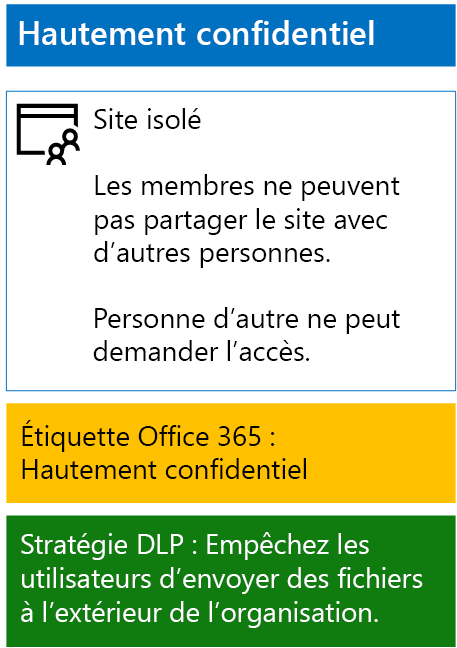 Hautement confidentiel
Site isolé
Les membres ne peuvent
pas partager le site avec
d’autres personnes.
Personne d’autre ne peut
demander l’accès.
Étiquette Office 365 :
Hautement confidentiel
Stratégie DLP : Empêchez les
utilisateurs d’envoyer des fichiers
à l’extérieur de l’organisation.